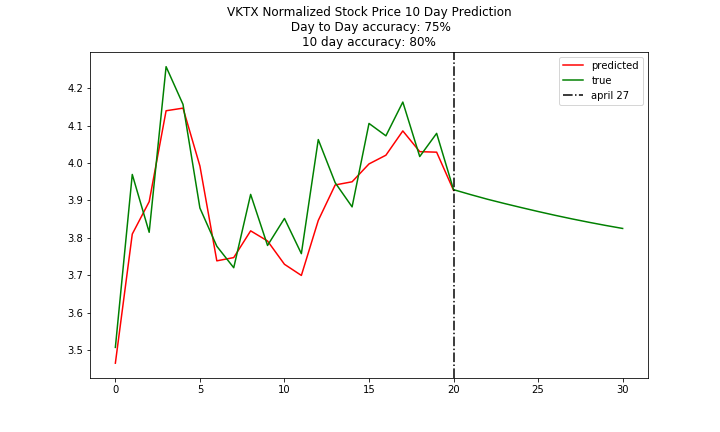 VKTX Normalized Stock Price 10 Day Prediction
Day to Day accuracy: 75%
10 day accuracy: 80%
predicted
true
april 27
4.2
4.1
4.0
3.9
3.8
3.7
3.6
3.5
0 5 10 15 20 25 30